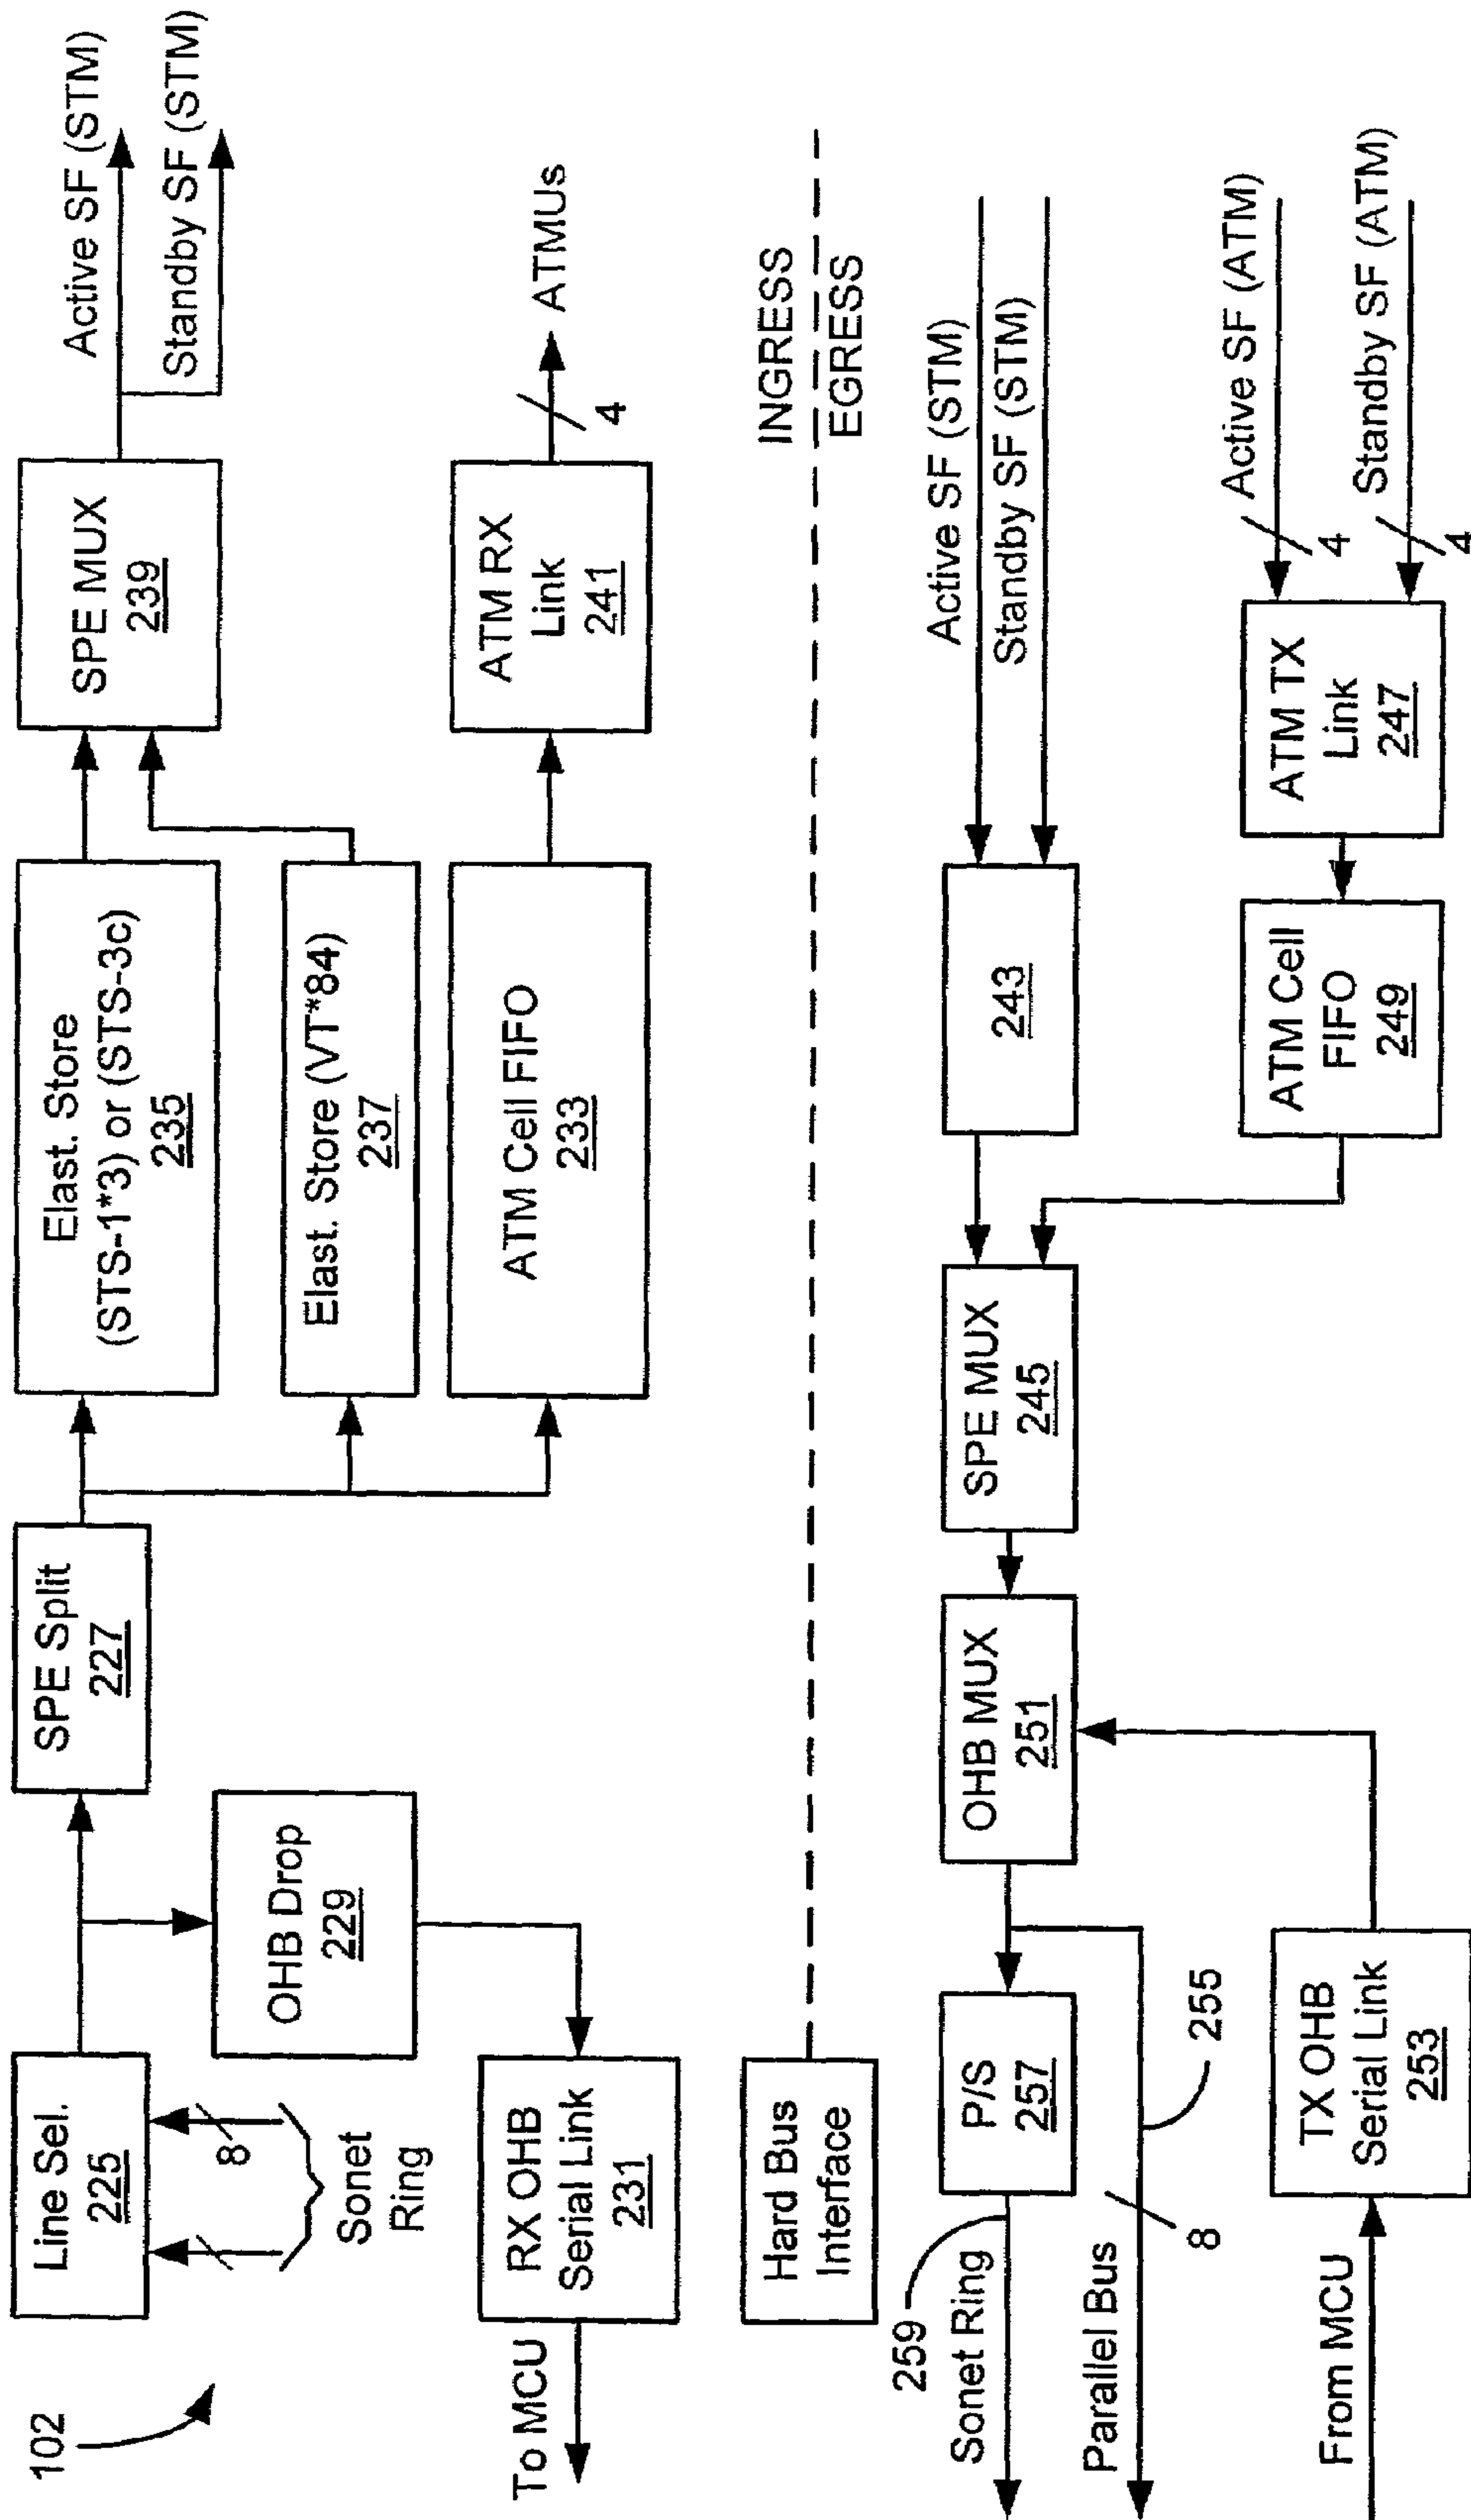 102
Line Sel.
225
8
Sonet
Ring
SPE Split
227
OHB Drop
229
RX OHB
Serial Link
231
To MCU
Elast. Store
(STS-1*3) or (STS-3c)
235
Elast. Store (VT*84)
237
ATM Cell FIFO
233
SPE MUX
239
ATM RX
Link
241
Active SF (STM)
Standby SF (STM)
4
ATMUs
Hard Bus
Interface
INGRESS
EGRESS
259
Sonet Ring
Parallel Bus
8
P/S
257
255
From MCU
TX OHB
Serial Link
253
OHB MUX
251
SPE MUX
245
243
Active SF (STM)
Standby SF (STM)
ATM Cell
FIFO
249
ATM TX
Link
247
4
Active SF (ATM)
4
Standby SF (ATM)